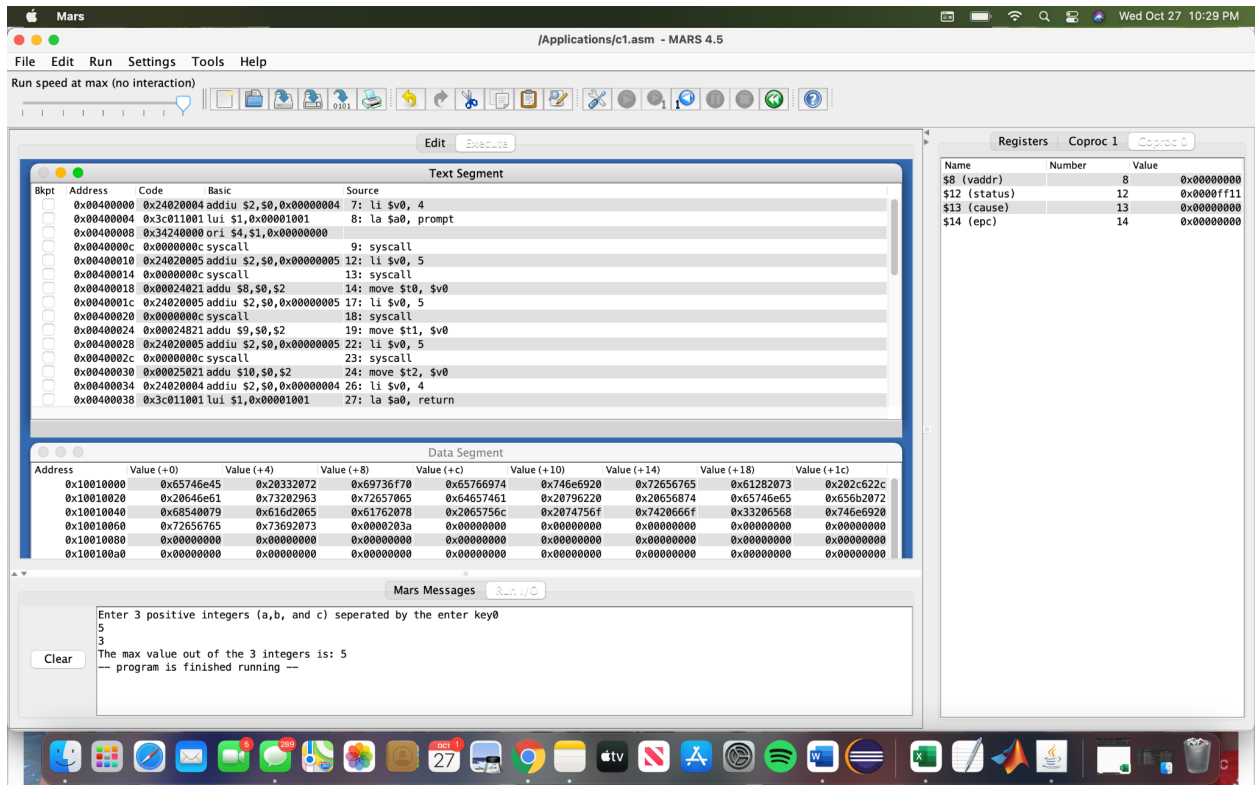 Mars Wed Oct 27 10:29 PM
/Applications/c1.asm - MARS 4.5
File Edit Run Settings Tools Help
Run speed at max (no interaction)
Edit Execute
Registers Coproc 1 Coproc 0
Text Segment
Bkpt Address Code Basic Source
0x00400000 0x24020004 addiu $2,$0,0x00000004 7: li $v0, 4
0x00400004 0x3c011001 lui $1,0x00001001 8: la $a0, prompt
0x00400008 0x34240000 ori $4,$1,0x00000000
0x0040000c 0x0000000c syscall 9: syscall
0x00400010 0x24020005 addiu $2,$0,0x00000005 12: li $v0, 5
0x00400014 0x0000000c syscall 13: syscall
0x00400018 0x00024021 addu $8,$0,$2 14: move $t0, $v0
0x0040001c 0x24020005 addiu $2,$0,0x00000005 17: li $v0, 5
0x00400020 0x0000000c syscall 18: syscall
0x00400024 0x00024821 addu $9,$0,$2 19: move $t1, $v0
0x00400028 0x24020005 addiu $2,$0,0x00000005 22: li $v0, 5
0x0040002c 0x0000000c syscall 23: syscall
0x00400030 0x00025021 addu $10,$0,$2 24: move $t2, $v0
0x00400034 0x24020004 addiu $2,$0,0x00000004 26: li $v0, 4
0x00400038 0x3c011001 lui $1,0x00001001 27: la $a0, return
Name Number Value
$8 (vaddr) 8 0x00000000
$12 (status) 12 0x0000ff11
$13 (cause) 13 0x00000000
$14 (epc) 14 0x00000000
Data Segment
Address Value (+0) Value (+4) Value (+8) Value (+c) Value (+10) Value (+14) Value (+18) Value (+1c)
0x10010000 0x65746e45 0x20332072 0x69736f70 0x65766974 0x746e6920 0x72656765 0x61282073 0x202c622c
0x10010020 0x20646e61 0x73202963 0x72657065 0x64657461 0x20796220 0x20656874 0x65746e65 0x656b2072
0x10010040 0x68540079 0x616d2065 0x61762078 0x2065756c 0x2074756f 0x7420666f 0x33206568 0x746e6920
0x10010060 0x72656765 0x73692073 0x0000203a 0x00000000 0x00000000 0x00000000 0x00000000 0x00000000
0x10010080 0x00000000 0x00000000 0x00000000 0x00000000 0x00000000 0x00000000 0x00000000 0x00000000
0x100100a0 0x00000000 0x00000000 0x00000000 0x00000000 0x00000000 0x00000000 0x00000000 0x00000000
Mars Messages Run I/O
Enter 3 positive integers (a,b, and c) seperated by the enter key0
5
3
The max value out of the 3 integers is: 5
-- program is finished running --
Clear
5
289
OCT 1
27
tv